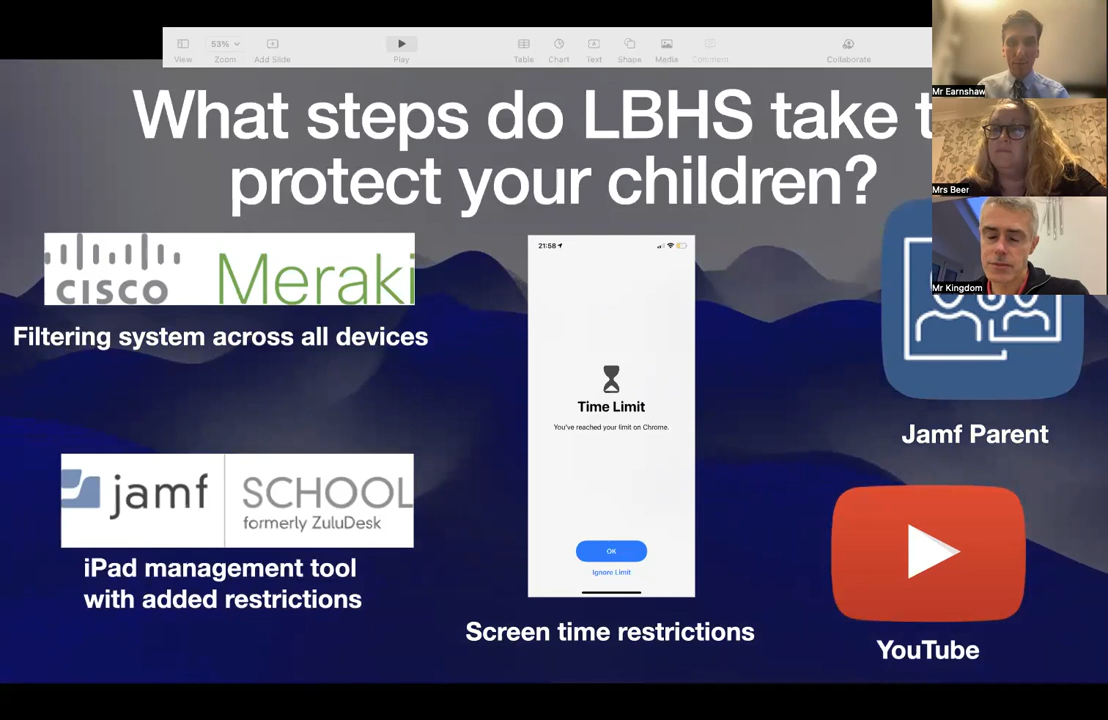 53%
View
Zoom
Add Slide
Play
Table
Chart
Text
Shape
Media
Comment
Collaborate
Mr Earnshaw
Mrs Beer
Mr Kingdom
What steps do LBHS take t
protect your children?
CISCO Meraki
Filtering system across all devices
jamf SCHOOL
formerly ZuluDesk
iPad management tool
with added restrictions
21:58
Time Limit
You've reached your limit on Chrome.
OK
Ignore Limit
Screen time restrictions
Jamf Parent
YouTube